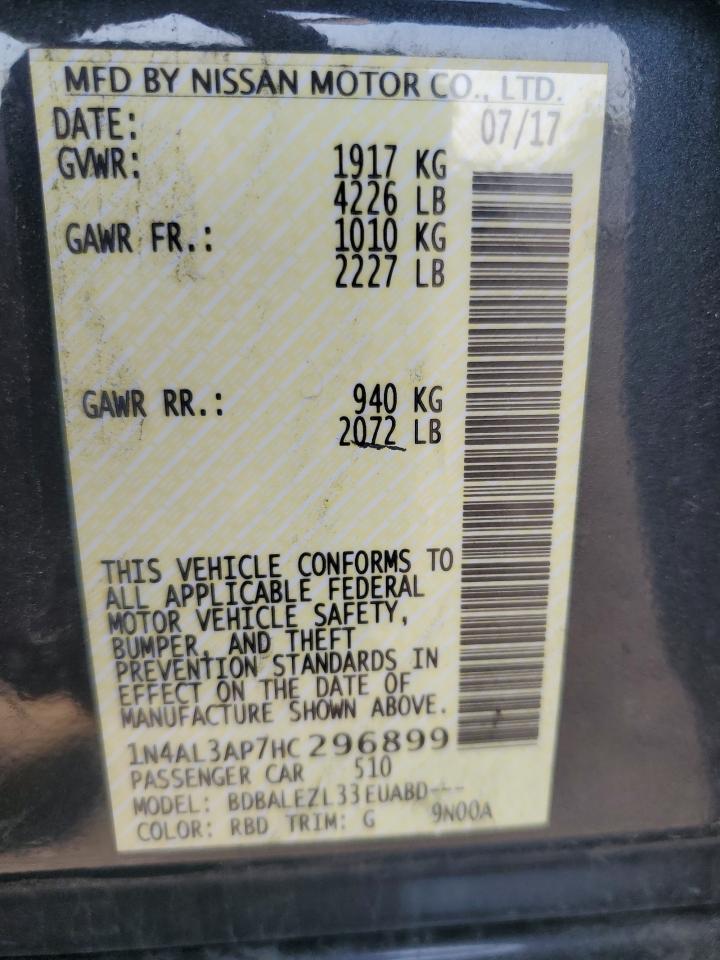 MFD BY NISSAN MOTOR CO., LTD.
DATE: 07/17
GVWR: 1917 KG
4226 LB
GAWR FR.: 1010 KG
2227 LB
GAWR RR.: 940 KG
2072 LB
THIS VEHICLE CONFORMS TO
ALL APPLICABLE FEDERAL
MOTOR VEHICLE SAFETY,
BUMPER, AND THEFT
PREVENTION STANDARDS IN
EFFECT ON THE DATE OF
MANUFACTURE SHOWN ABOVE.
1N4AL3AP7HC296899
PASSENGER CAR 510
MODEL: BDBALEZL33EUABD---
COLOR: RBD TRIM: G 9N00A